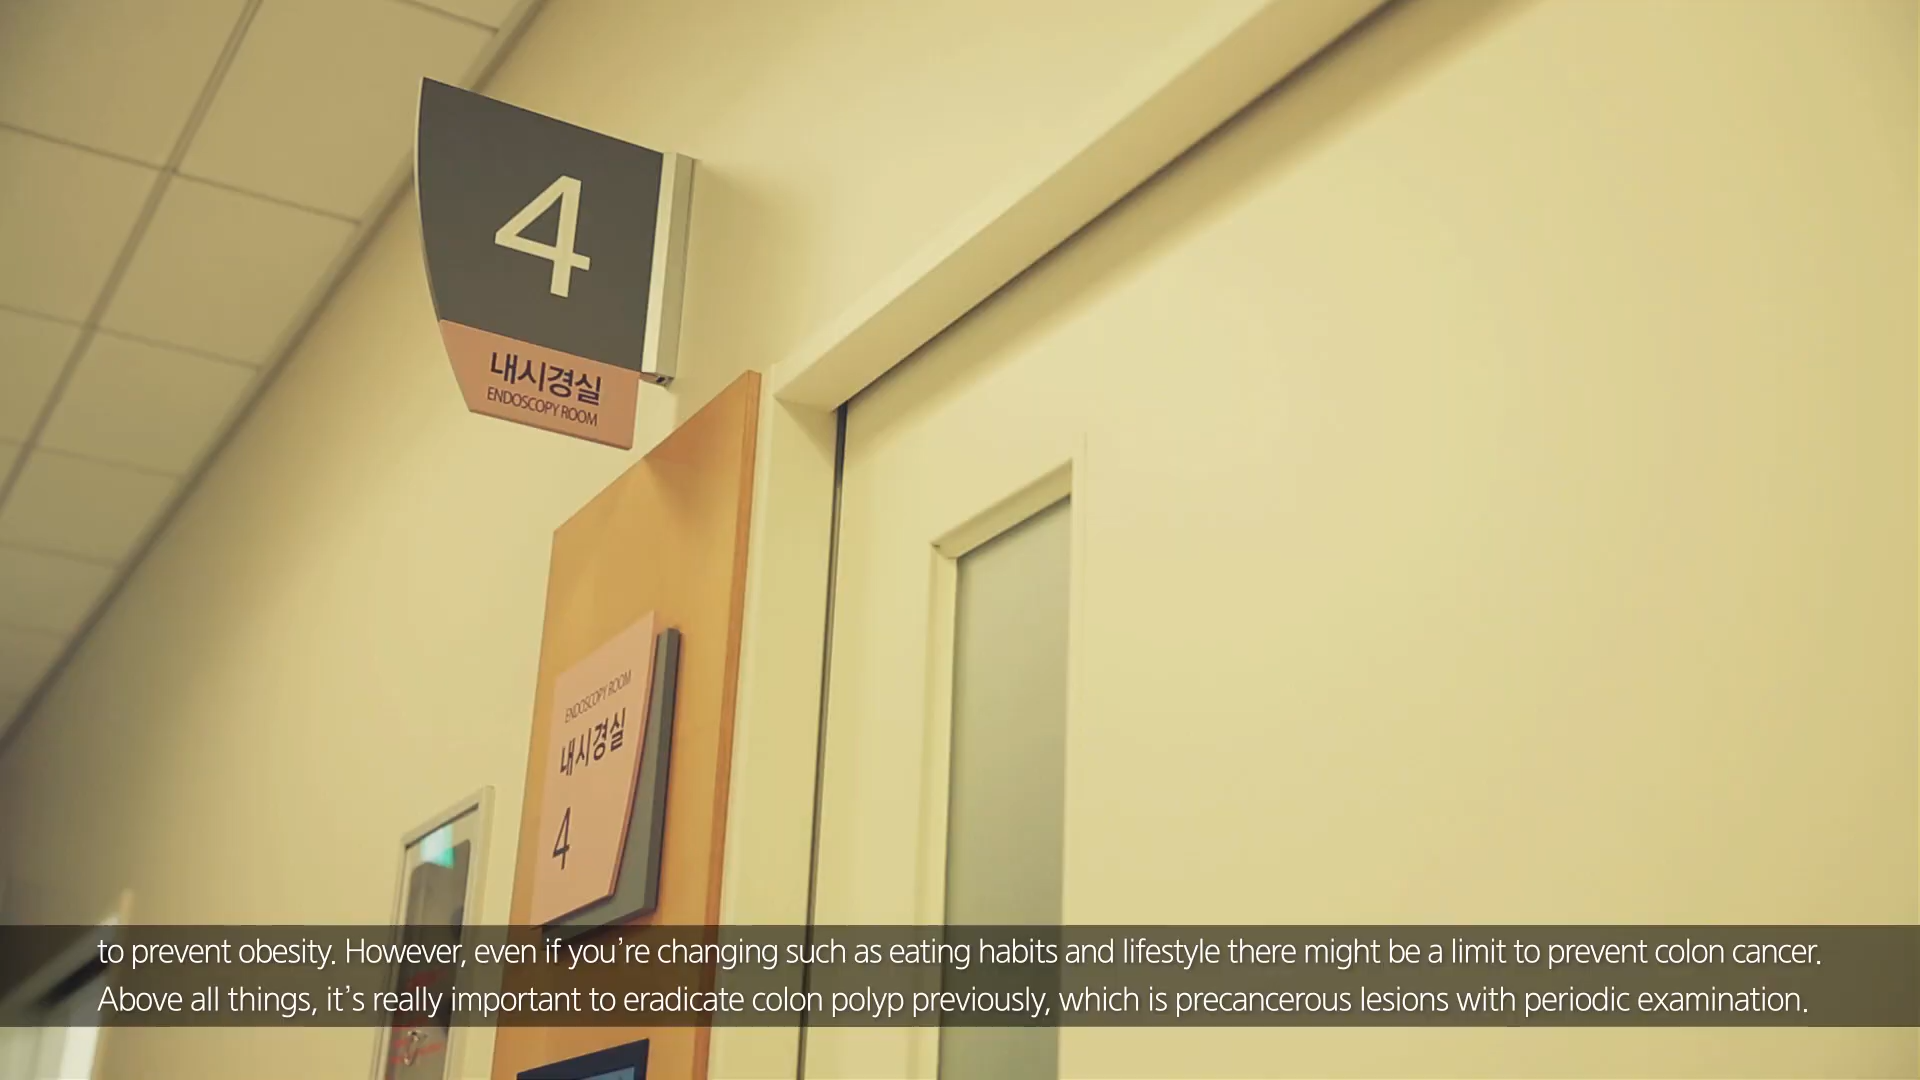 4
내시경실
ENDOSCOPY ROOM
ENDOSCOPY ROOM
내시경실
4
to prevent obesity. However, even if you’re changing such as eating habits and lifestyle there might be a limit to prevent colon cancer.
Above all things, it’s really important to eradicate colon polyp previously, which is precancerous lesions with periodic examination.